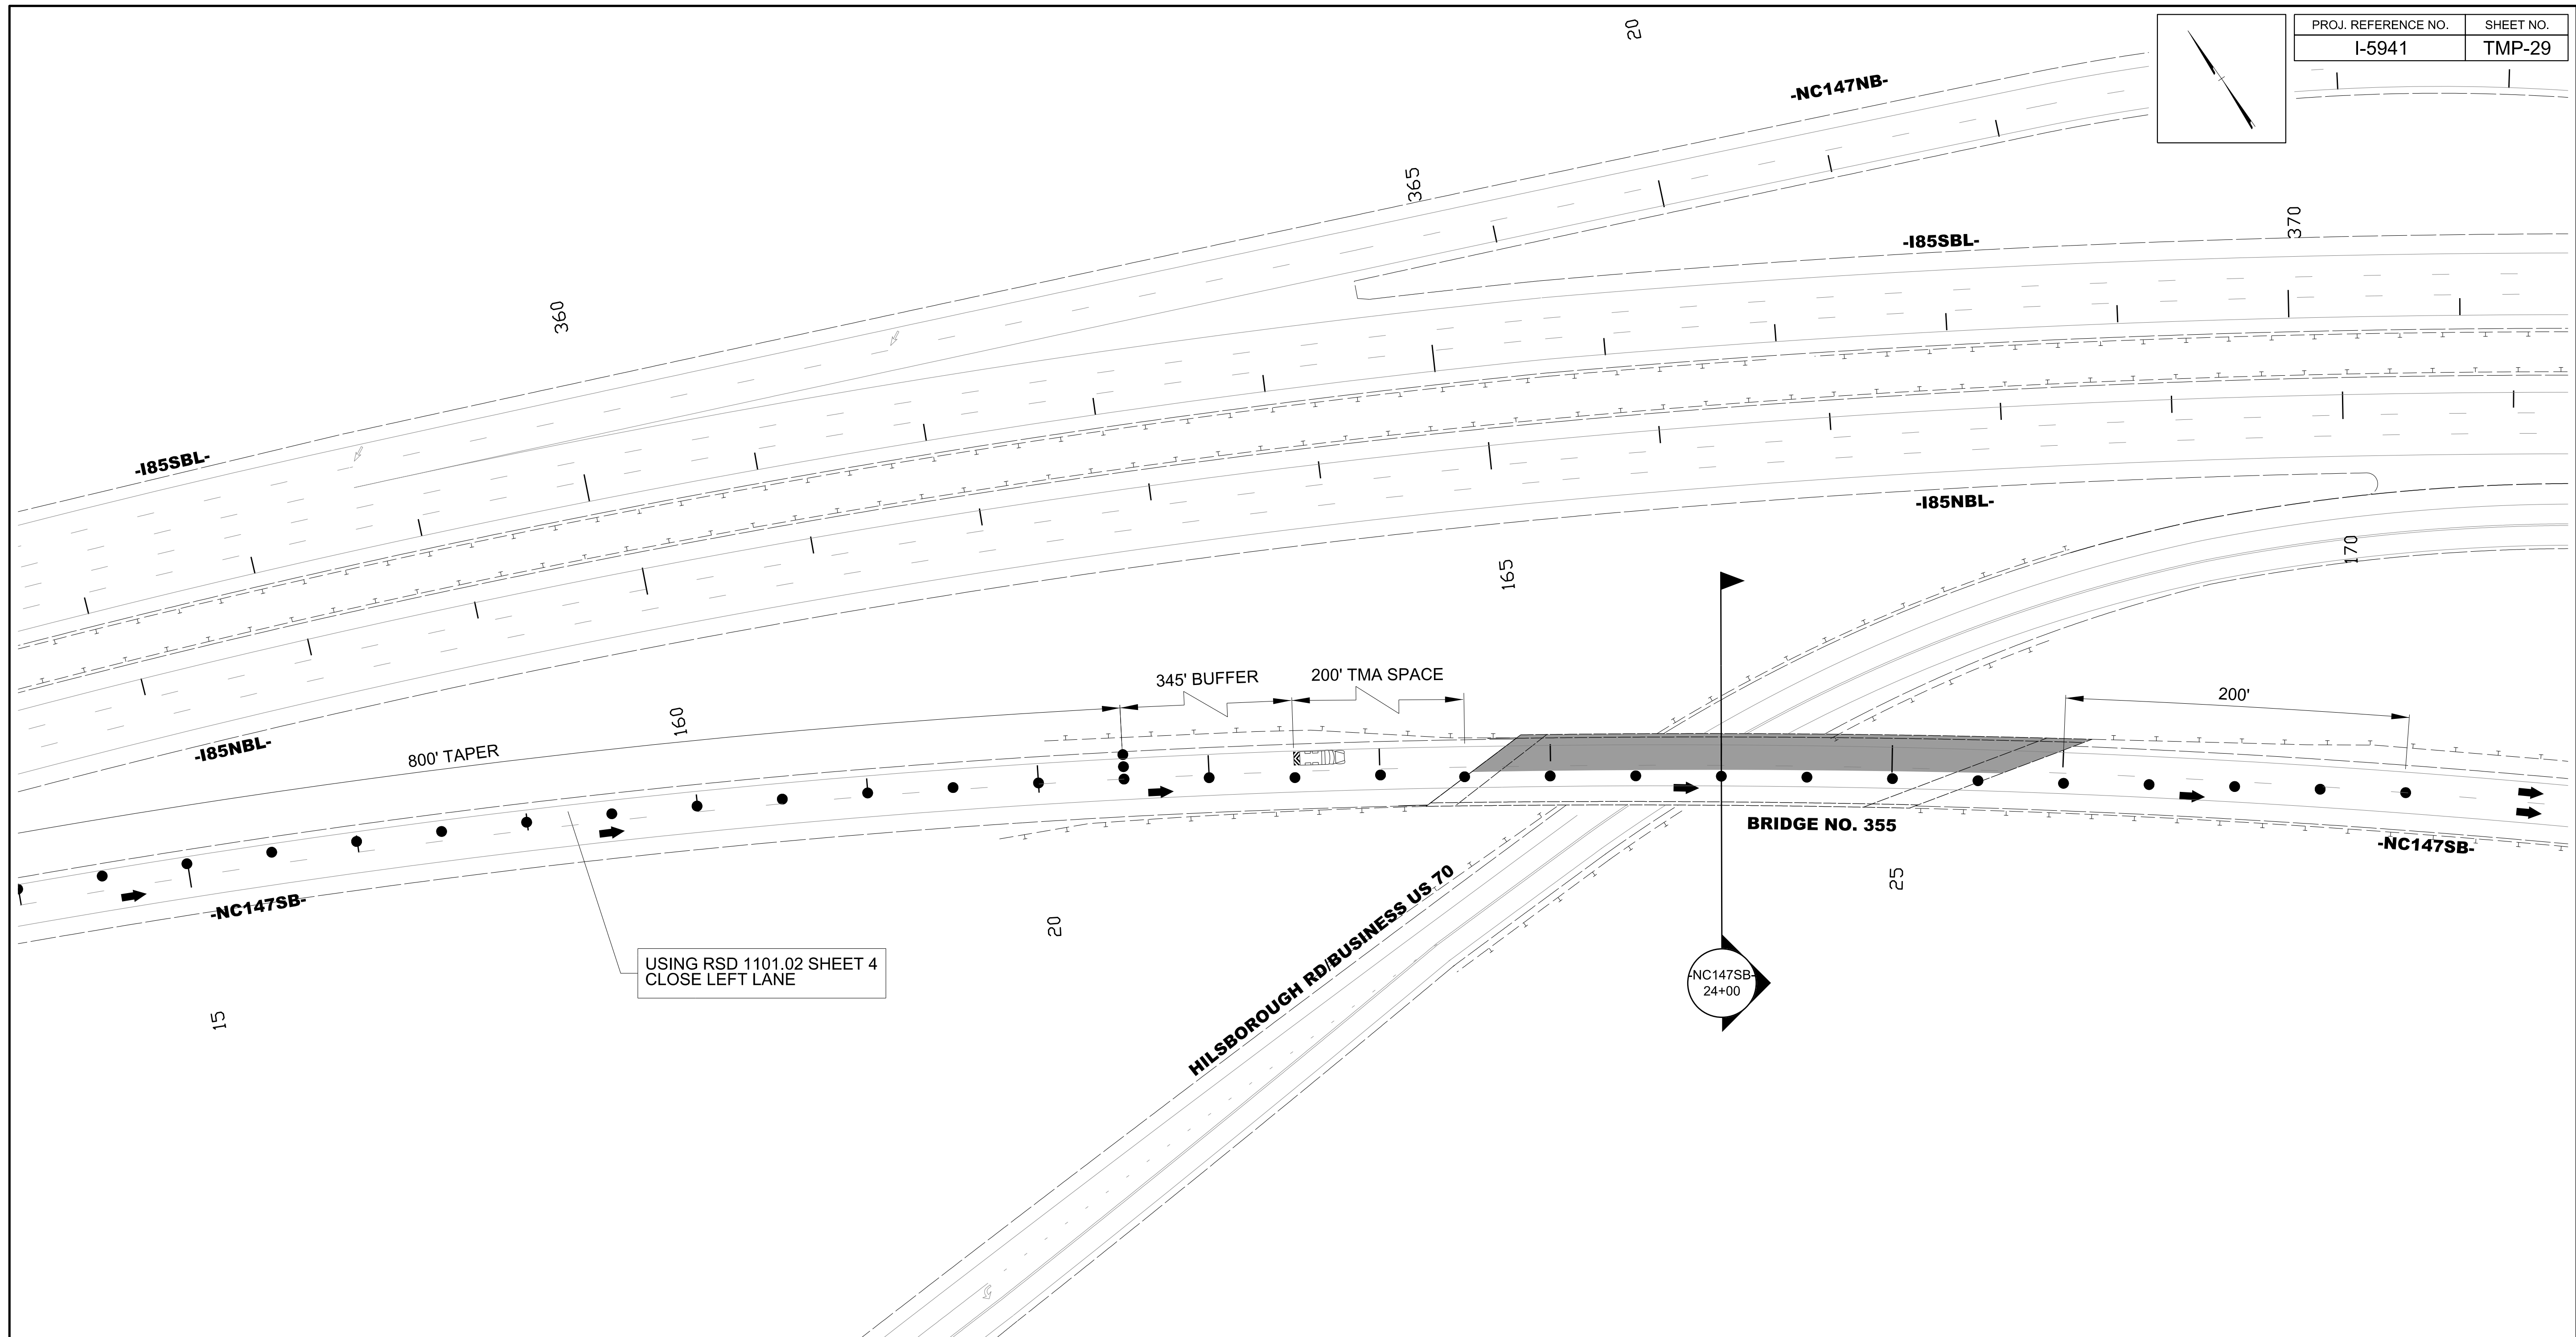 PROJ. REFERENCE NO.
SHEET NO.
I-5941
TMP-29
20
-NC147NB-
365
370
-I85SBL-
360
-I85SBL-
-I85NBL-
165
170
345' BUFFER
200' TMA SPACE
200'
160
-I85NBL-
800' TAPER
BRIDGE NO. 355
-NC147SB-
-NC147SB-
25
HILSBOROUGH RD/BUSINESS US 70
20
USING RSD 1101.02 SHEET 4
CLOSE LEFT LANE
-NC147SB-
24+00
15